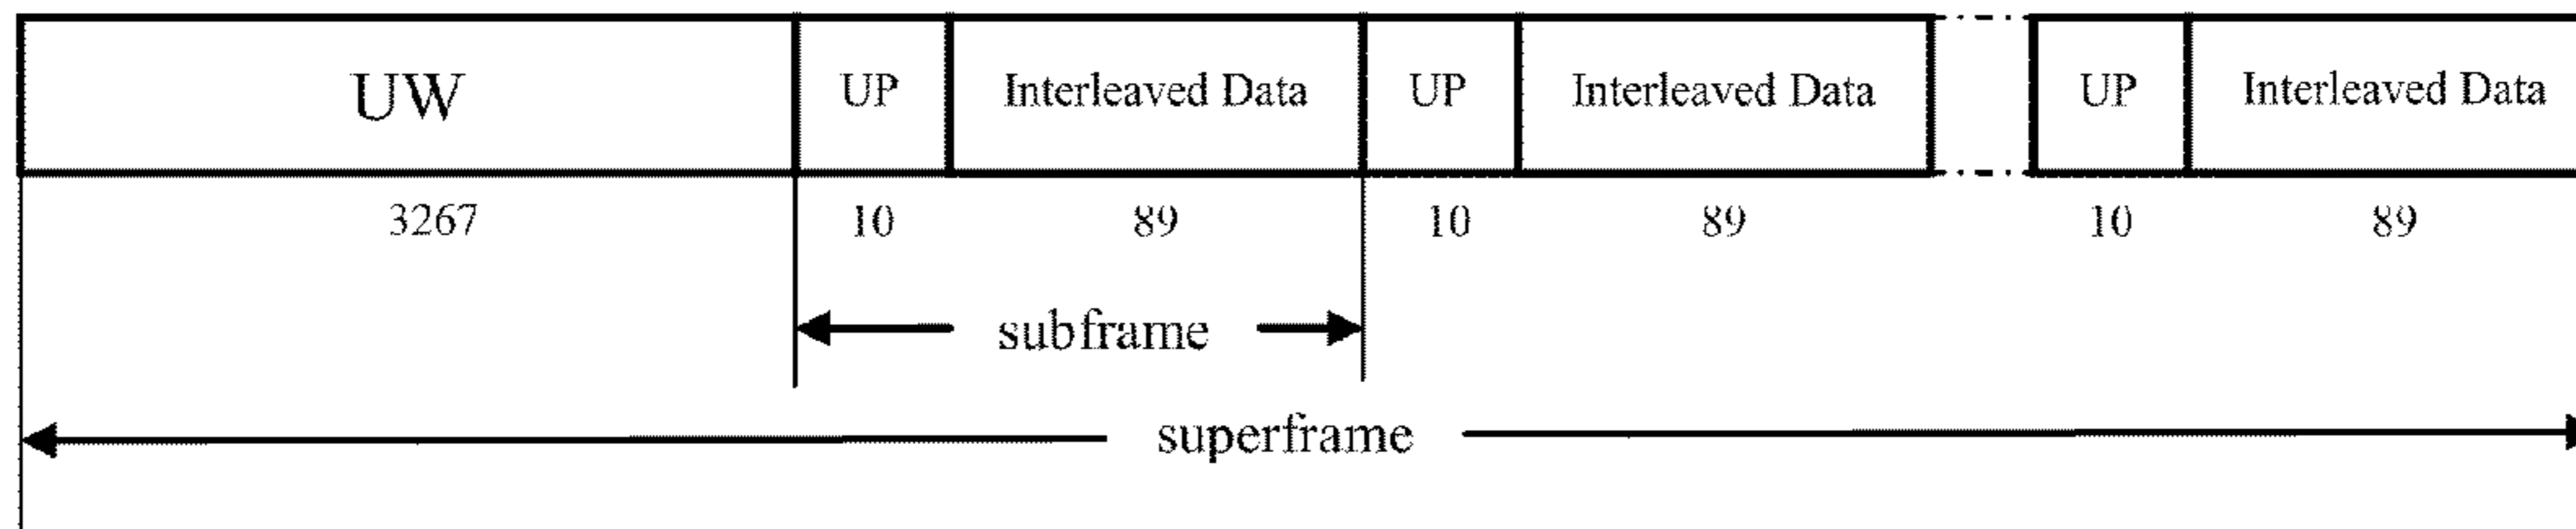 UW UP Interleaved Data UP Interleaved Data UP Interleaved Data
3267 10 89 10 89 10 89
subframe
superframe